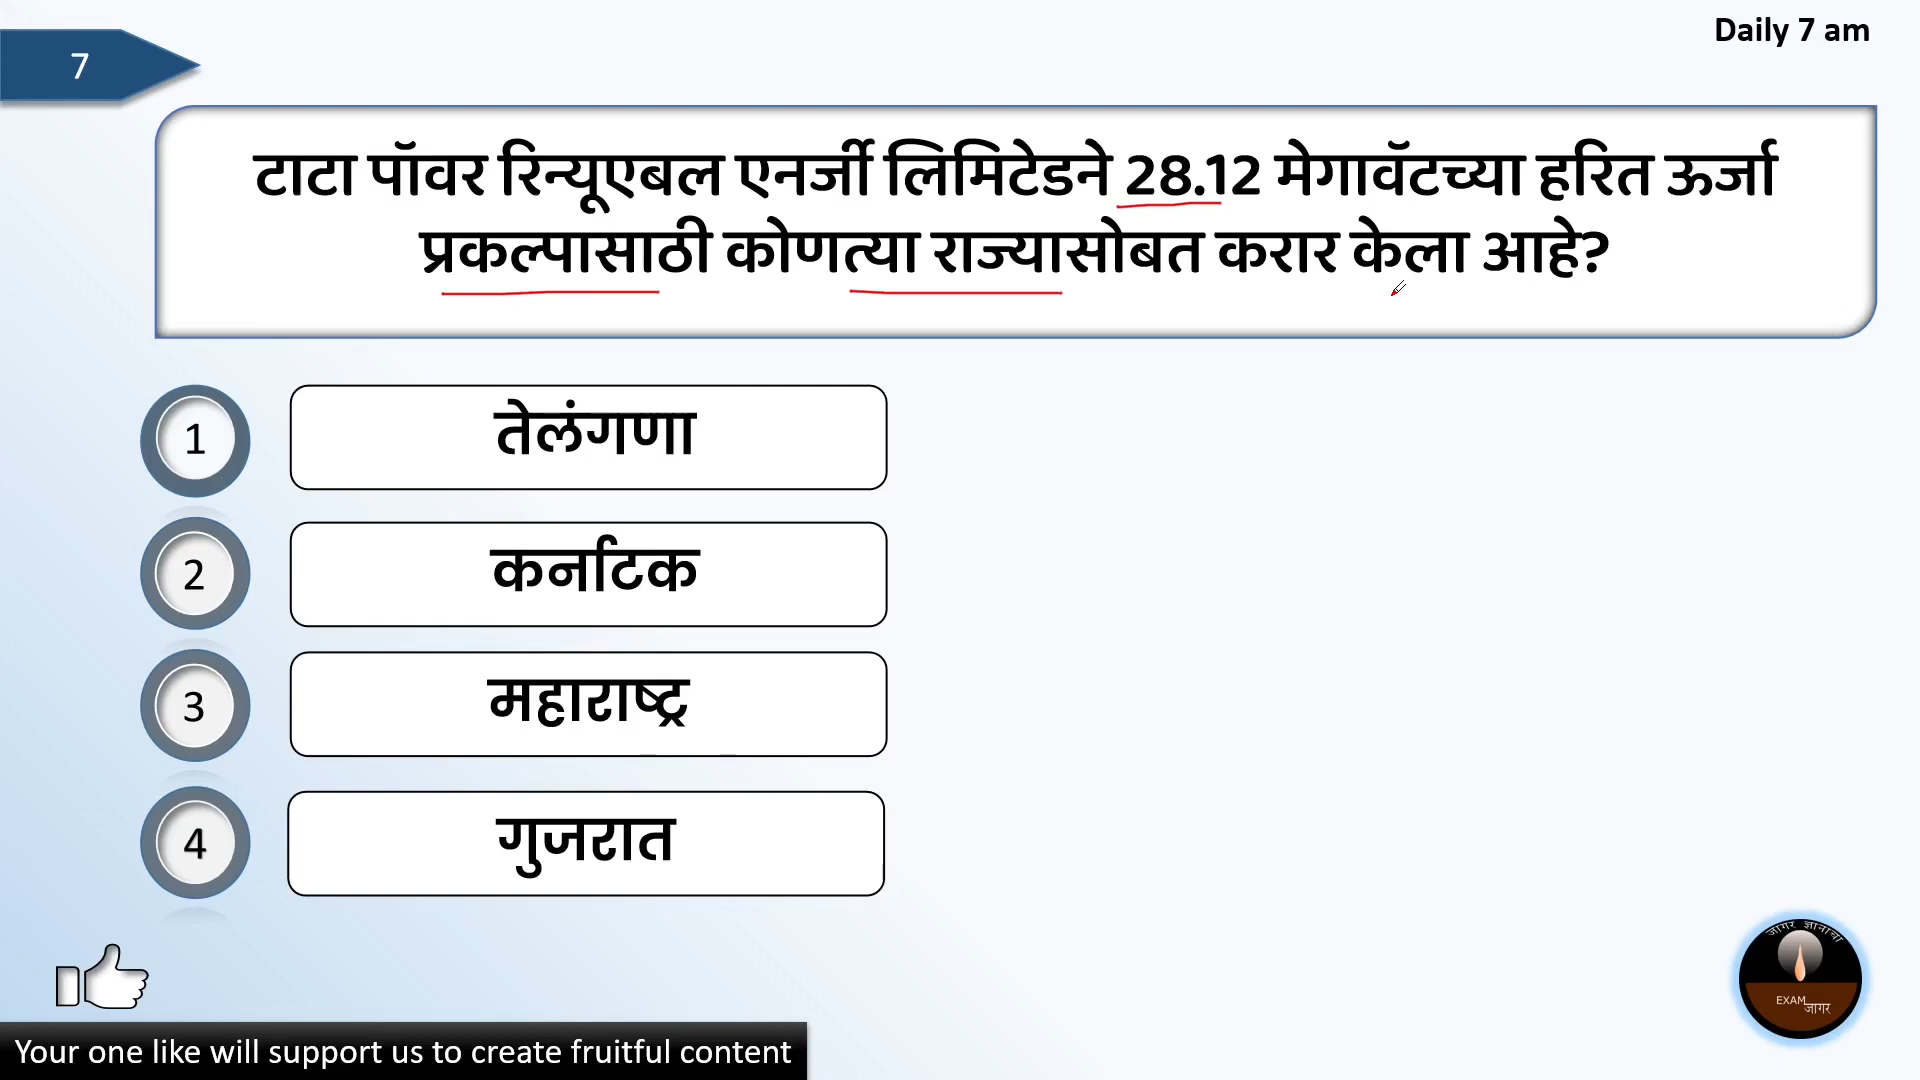 Daily 7 am
7
टाटा पॉवर रिन्यूएबल एनर्जी लिमिटेडने 28.12 मेगावॅटच्या हरित ऊर्जा
प्रकल्पासाठी कोणत्या राज्यासोबत करार केला आहे?
1
तेलंगणा
2
कर्नाटक
3
महाराष्ट्र
4
गुजरात
जागर ज्ञानाचा
EXAM
जागर
Your one like will support us to create fruitful content